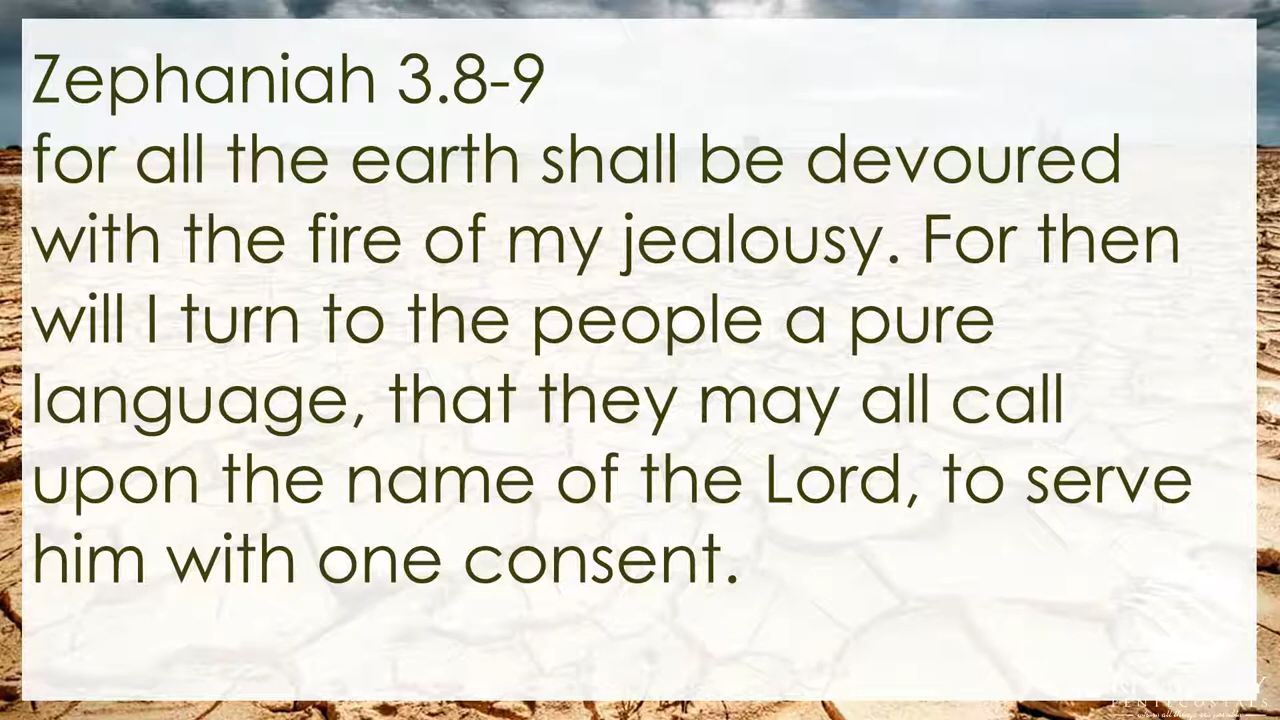 Zephaniah 3.8-9
for all the earth shall be devoured
with the fire of my jealousy. For then
will I turn to the people a pure
language, that they may all call
upon the name of the Lord, to serve
him with one consent.
PENTECOSTALS